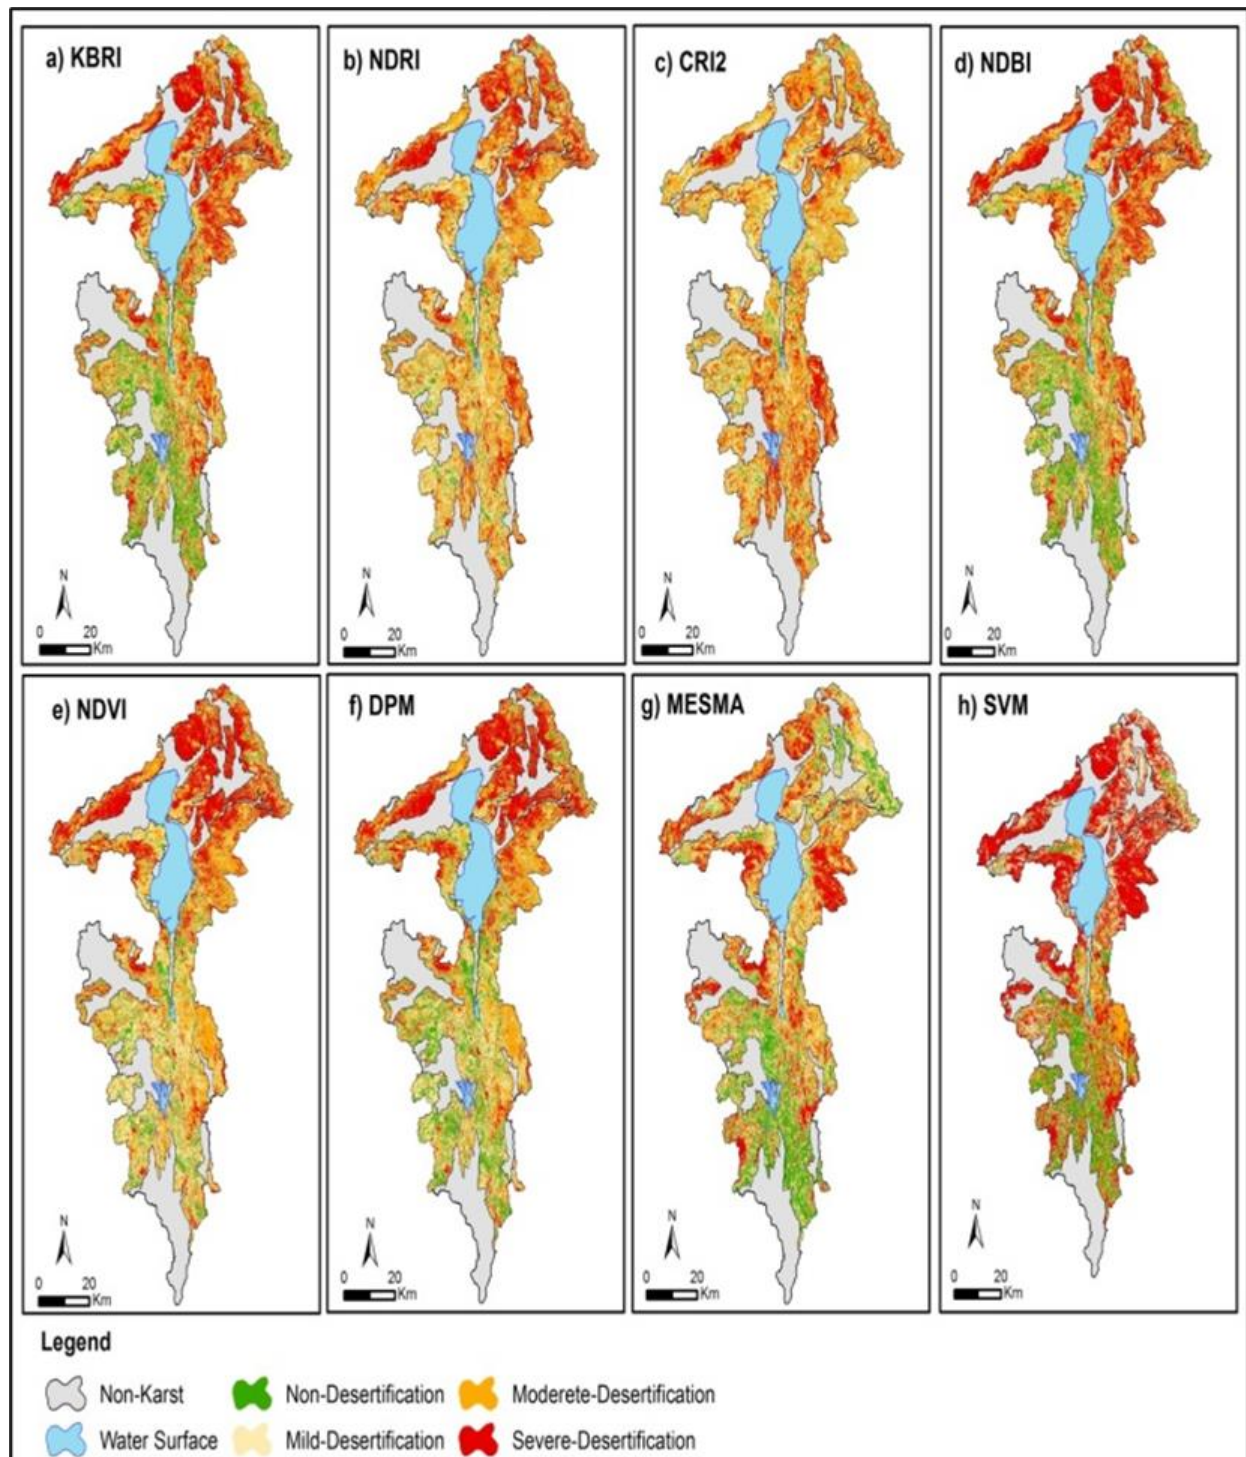 a) KBRI
b) NDRI
c) CRI2
d) NDBI
N
N
N
N
0 20
Km
0 20
Km
0 20
Km
0 20
Km
e) NDVI
f) DPM
g) MESMA
h) SVM
N
N
N
N
0 20
Km
0 20
Km
0 20
Km
0 20
Km
Legend
Non-Karst
Non-Desertification
Moderete-Desertification
Water Surface
Mild-Desertification
Severe-Desertification